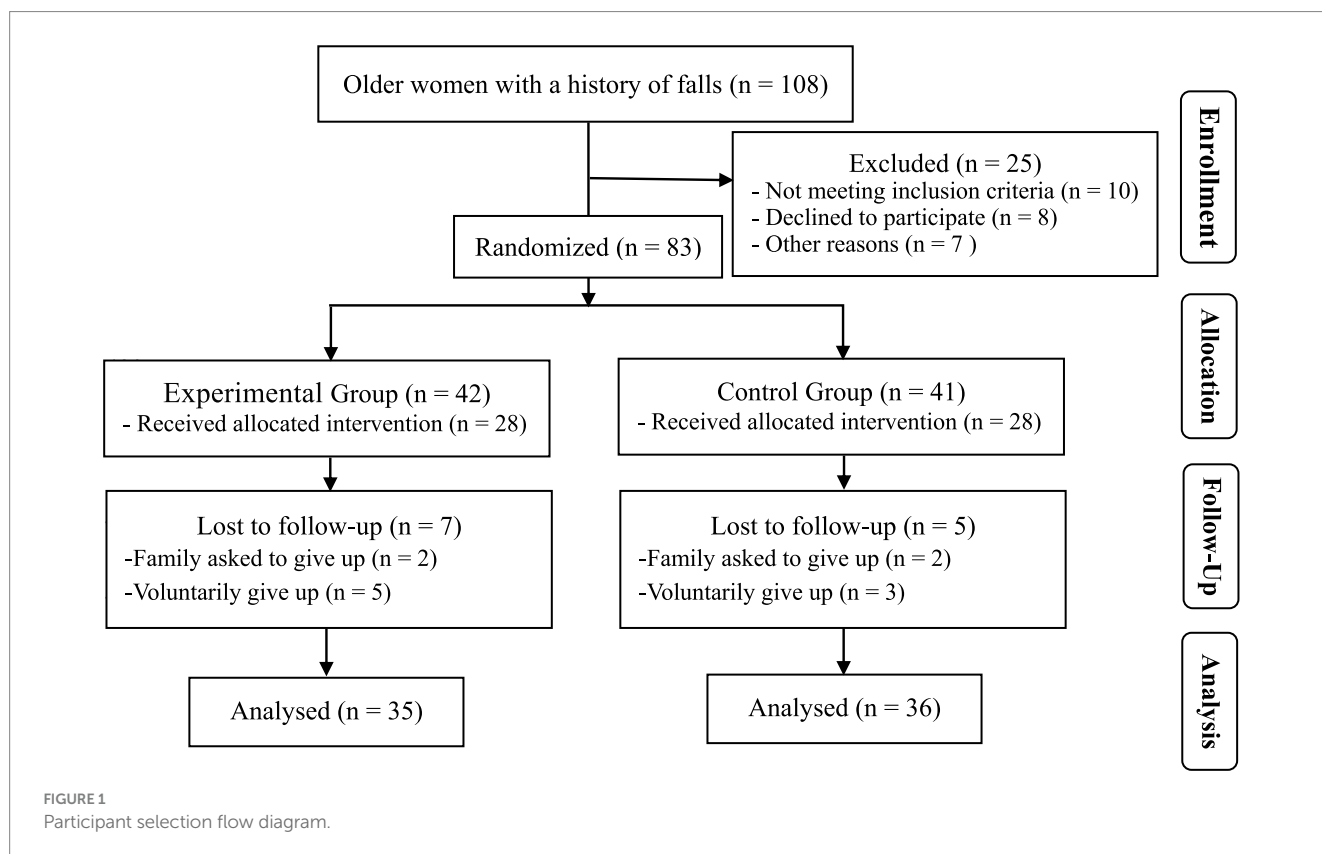 Older women with a history of falls (n = 108)
Excluded (n = 25)
- Not meeting inclusion criteria (n = 10)
- Declined to participate (n = 8)
- Other reasons (n = 7 )
Randomized (n = 83)
Enrollment
Experimental Group (n = 42)
- Received allocated intervention (n = 28)
Control Group (n = 41)
- Received allocated intervention (n = 28)
Allocation
Lost to follow-up (n = 7)
-Family asked to give up (n = 2)
-Voluntarily give up (n = 5)
Lost to follow-up (n = 5)
-Family asked to give up (n = 2)
-Voluntarily give up (n = 3)
Follow-Up
Analysed (n = 35)
Analysed (n = 36)
Analysis
FIGURE 1
Participant selection flow diagram.